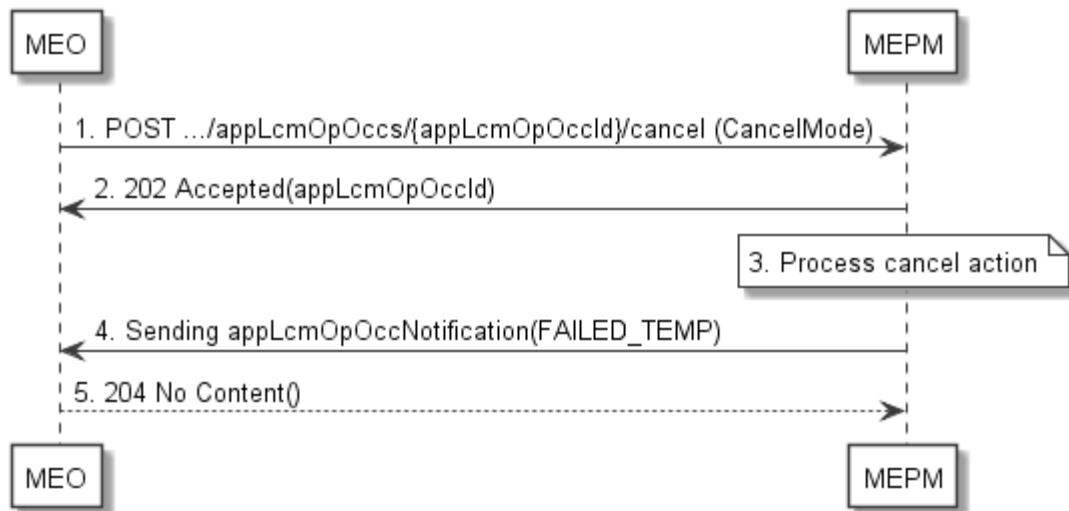 MEO
MEPM
1. POST .../appLcmOpOccs/{appLcmOpOccId}/cancel (CancelMode)
2. 202 Accepted(appLcmOpOccId)
3. Process cancel action
4. Sending appLcmOpOccNotification(FAILED_TEMP)
5. 204 No Content()
MEO
MEPM